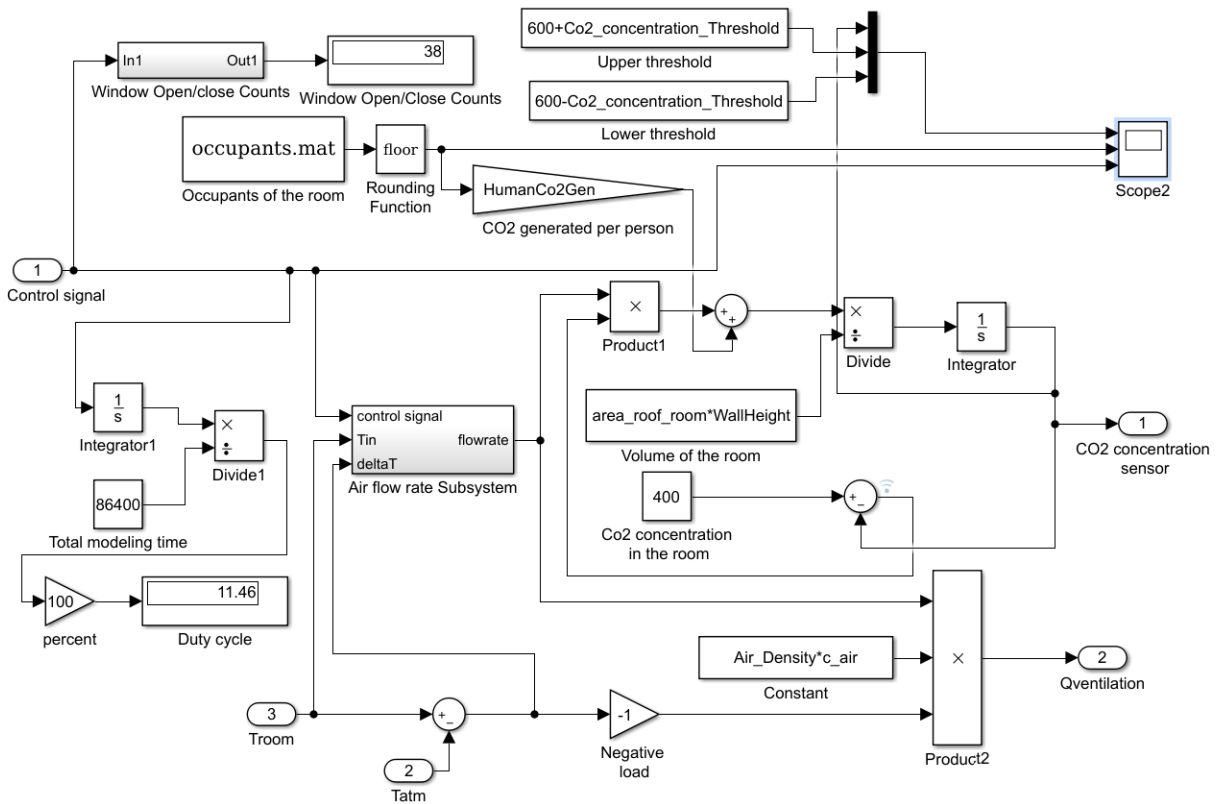 600+Co2_concentration_Threshold
Upper threshold
In1
Out1
38
Window Open/close Counts
Window Open/Close Counts
600-Co2_concentration_Threshold
Lower threshold
occupants.mat
floor
Occupants of the room
Rounding
Function
HumanCo2Gen
CO2 generated per person
Scope2
1
Control signal
×
Product1
+
+
×
÷
Divide
1
s
Integrator
1
s
Integrator1
×
÷
Divide1
control signal
Tin
deltaT
flowrate
Air flow rate Subsystem
area_roof_room*WallHeight
Volume of the room
1
CO2 concentration
sensor
86400
Total modeling time
400
Co2 concentration
in the room
+
−
100
percent
11.46
Duty cycle
Air_Density*c_air
Constant
×
Product2
2
Qventilation
3
Troom
+
−
-1
Negative
load
2
Tatm